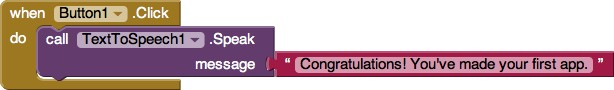 when Button1 .Click
do call TextToSpeech1 .Speak
message " Congratulations! You've made your first app. "